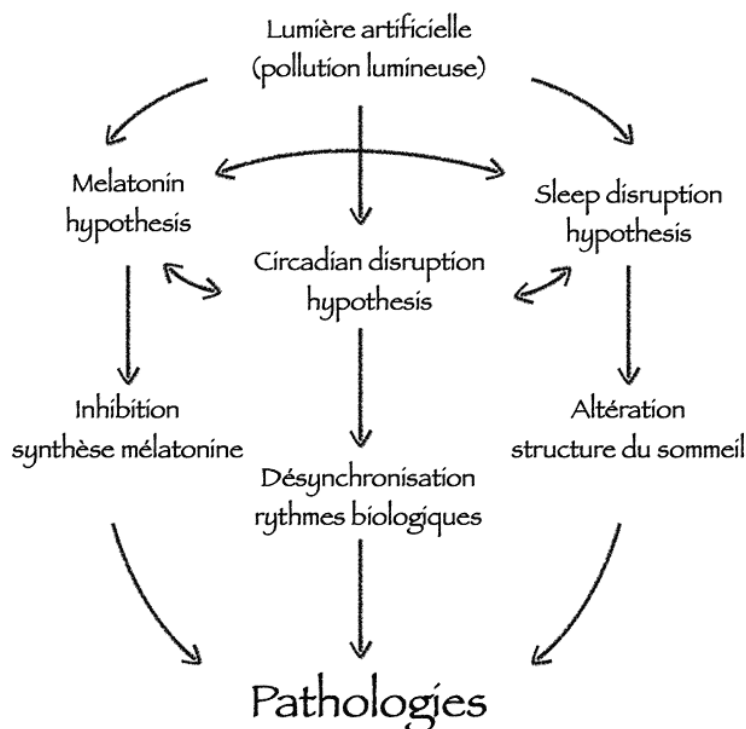 Lumière artificielle
(pollution lumineuse)
Melatonin
hypothesis
Sleep disruption
hypothesis
Circadian disruption
hypothesis
Inhibition
synthèse mélatonine
Altération
structure du sommeil
Désynchronisation
rythmes biologiques
Pathologies